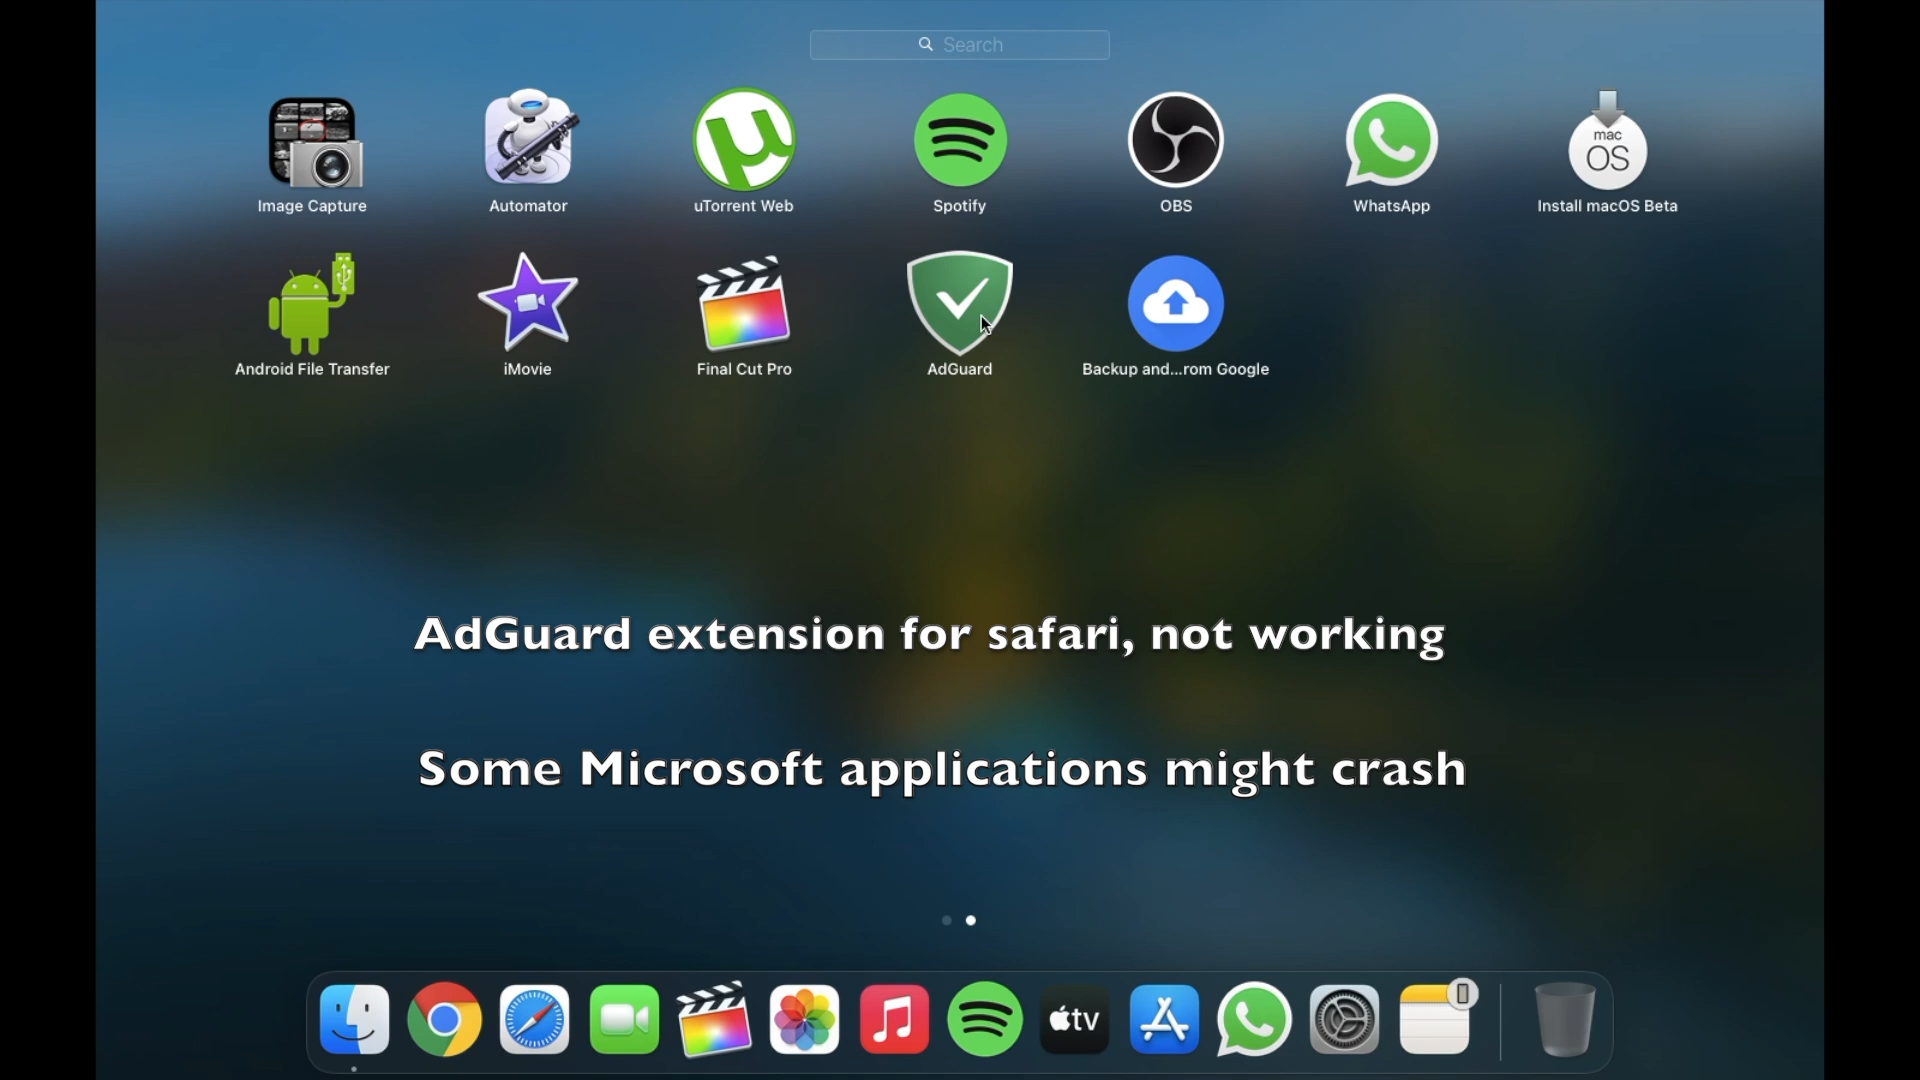 Search
Image Capture
Automator
uTorrent Web
Spotify
OBS
WhatsApp
mac
OS
Install macOS Beta
Android File Transfer
iMovie
Final Cut Pro
AdGuard
Backup and...rom Google
AdGuard extension for safari, not working
Some Microsoft applications might crash
tv